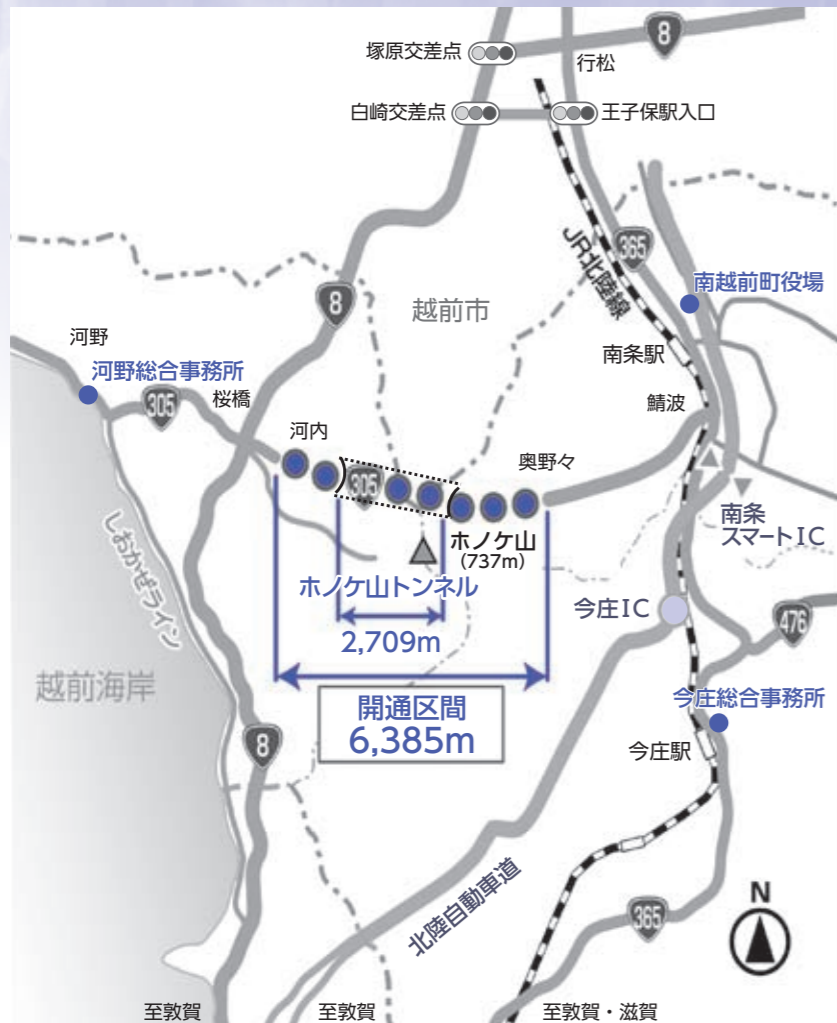 8
塚原交差点
行松
白崎交差点
王子保駅入口
365
JR北陸線
南越前町役場
8
越前市
河野
河野総合事務所
南条駅
305
桜橋
鯖波
河内
奥野々
305
ホノケ山
(737m)
南条
スマートIC
しおかぜライン
ホノケ山トンネル
2,709m
今庄IC
476
越前海岸
開通区間
6,385m
今庄総合事務所
8
今庄駅
北陸自動車道
365
N
至敦賀
至敦賀
至敦賀・滋賀